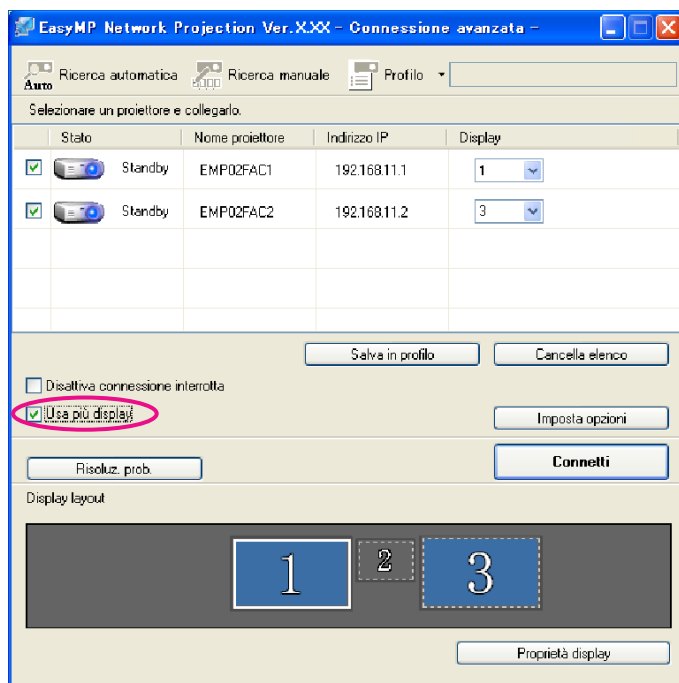 EasyMP Network Projection Ver.X.XX - Connessione avanzata -
Auto Ricerca automatica Ricerca manuale Profilo
Selezionare un proiettore e collegarlo.
Stato Nome proiettore Indirizzo IP Display
Standby EMP02FAC1 192.168.11.1 1
Standby EMP02FAC2 192.168.11.2 3
Salva in profilo Cancella elenco
Disattiva connessione interrotta
Usa più display
Imposta opzioni
Risoluz. prob. Connetti
Display layout
1 2 3
Proprietà display